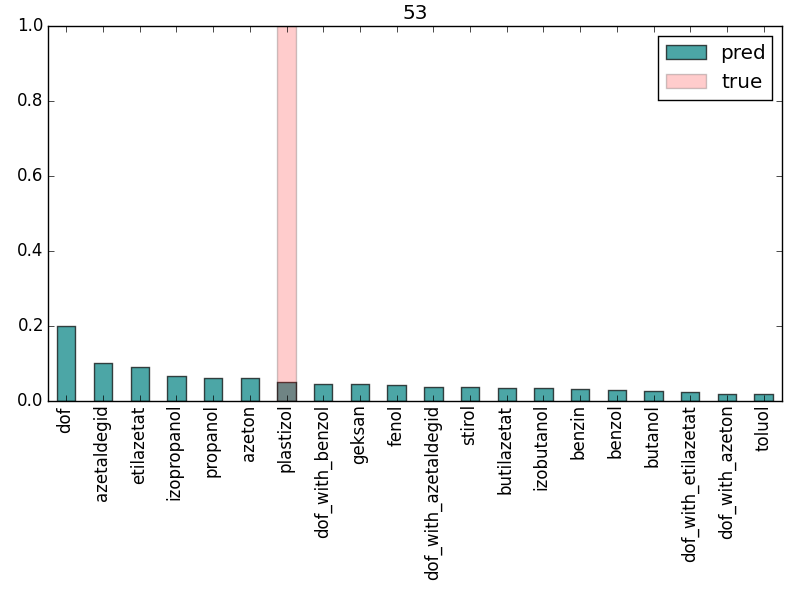 53
1.0
0.8
0.6
0.4
0.2
0.0
pred
true
dof
azetaldegid
etilazetat
izopropanol
propanol
azeton
plastizol
dof_with_benzol
geksan
fenol
dof_with_azetaldegid
stirol
butilazetat
izobutanol
benzin
benzol
butanol
dof_with_etilazetat
dof_with_azeton
toluol